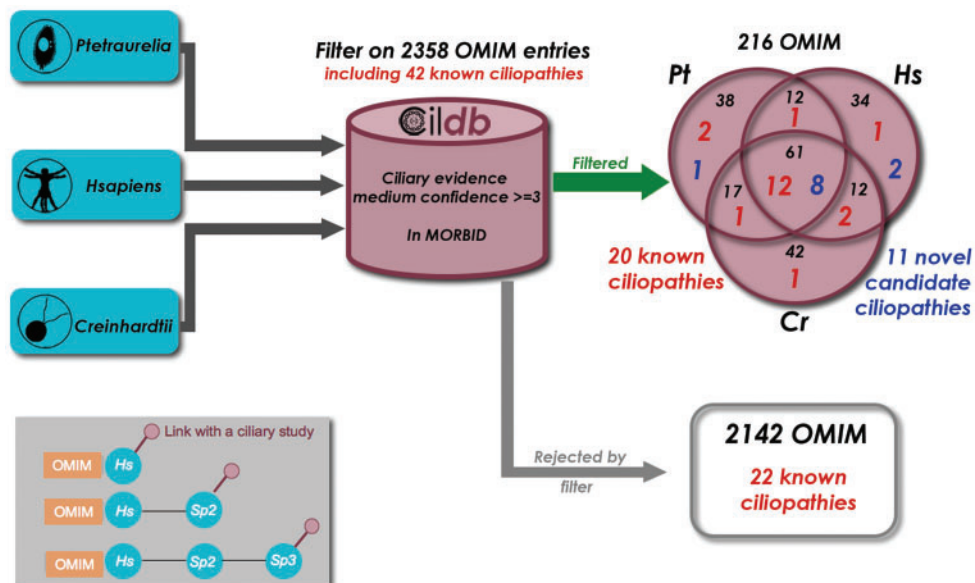 Ptetraurelia
Hsapiens
Creinhardtii
Filter on 2358 OMIM entries
including 42 known ciliopathies
Cildb
Ciliary evidence
medium confidence >=3
In MORBID
Filtered
216 OMIM
Pt
Hs
38
12
34
2
1
1
1
61
2
12
8
17
12
1
2
42
1
20 known
ciliopathies
11 novel
candidate
ciliopathies
Cr
Rejected by
filter
2142 OMIM
22 known
ciliopathies
Link with a ciliary study
OMIM Hs
OMIM Hs Sp2
OMIM Hs Sp2 Sp3